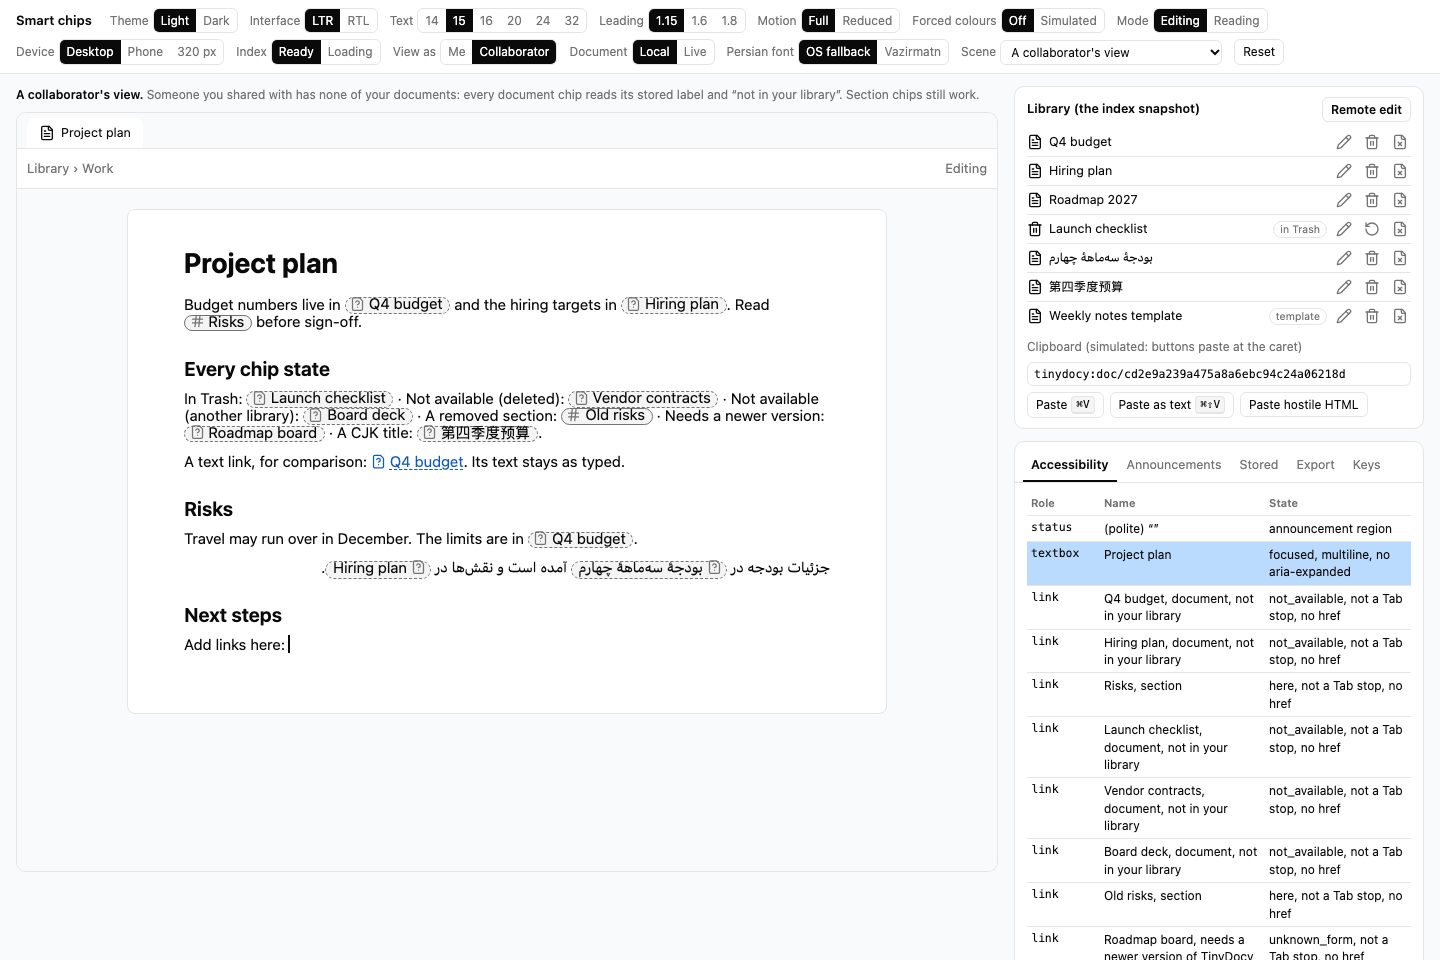 Smart chips Theme Light Dark Interface LTR RTL Text 14 15 16 20 24 32 Leading 1.15 1.6 1.8 Motion Full Reduced Forced colours Off Simulated Mode Editing Reading
Device Desktop Phone 320 px Index Ready Loading View as Me Collaborator Document Local Live Persian font OS fallback Vazirmatn Scene A collaborator's view Reset
A collaborator's view. Someone you shared with has none of your documents: every document chip reads its stored label and “not in your library”. Section chips still work.
Project plan
Library › Work Editing
Project plan
Budget numbers live in Q4 budget and the hiring targets in Hiring plan. Read
# Risks before sign-off.
Every chip state
In Trash: Launch checklist · Not available (deleted): Vendor contracts · Not available
(another library): Board deck · A removed section: # Old risks · Needs a newer version:
Roadmap board · A CJK title: 第四季度预算.
A text link, for comparison: Q4 budget. Its text stays as typed.
Risks
Travel may run over in December. The limits are in Q4 budget.
جزئیات بودجه در بودجهٔ سه‌ماههٔ چهارم آمده است و نقش‌ها در Hiring plan.
Next steps
Add links here:
Library (the index snapshot) Remote edit
Q4 budget
Hiring plan
Roadmap 2027
Launch checklist in Trash
بودجهٔ سه‌ماههٔ چهارم
第四季度预算
Weekly notes template template
Clipboard (simulated: buttons paste at the caret)
tinydocy:doc/cd2e9a239a475a8a6ebc94c24a06218d
Paste ⌘V Paste as text ⌘⇧V Paste hostile HTML
Accessibility Announcements Stored Export Keys
Role Name State
status (polite) “” announcement region
textbox Project plan focused, multiline, no
aria-expanded
link Q4 budget, document, not not_available, not a Tab
in your library stop, no href
link Hiring plan, document, not not_available, not a Tab
in your library stop, no href
link Risks, section here, not a Tab stop, no
href
link Launch checklist, not_available, not a Tab
document, not in your stop, no href
library
link Vendor contracts, not_available, not a Tab
document, not in your stop, no href
library
link Board deck, document, not not_available, not a Tab
in your library stop, no href
link Old risks, section here, not a Tab stop, no
href
link Roadmap board, needs a unknown_form, not a
newer version of TinyDocy Tab stop, no href